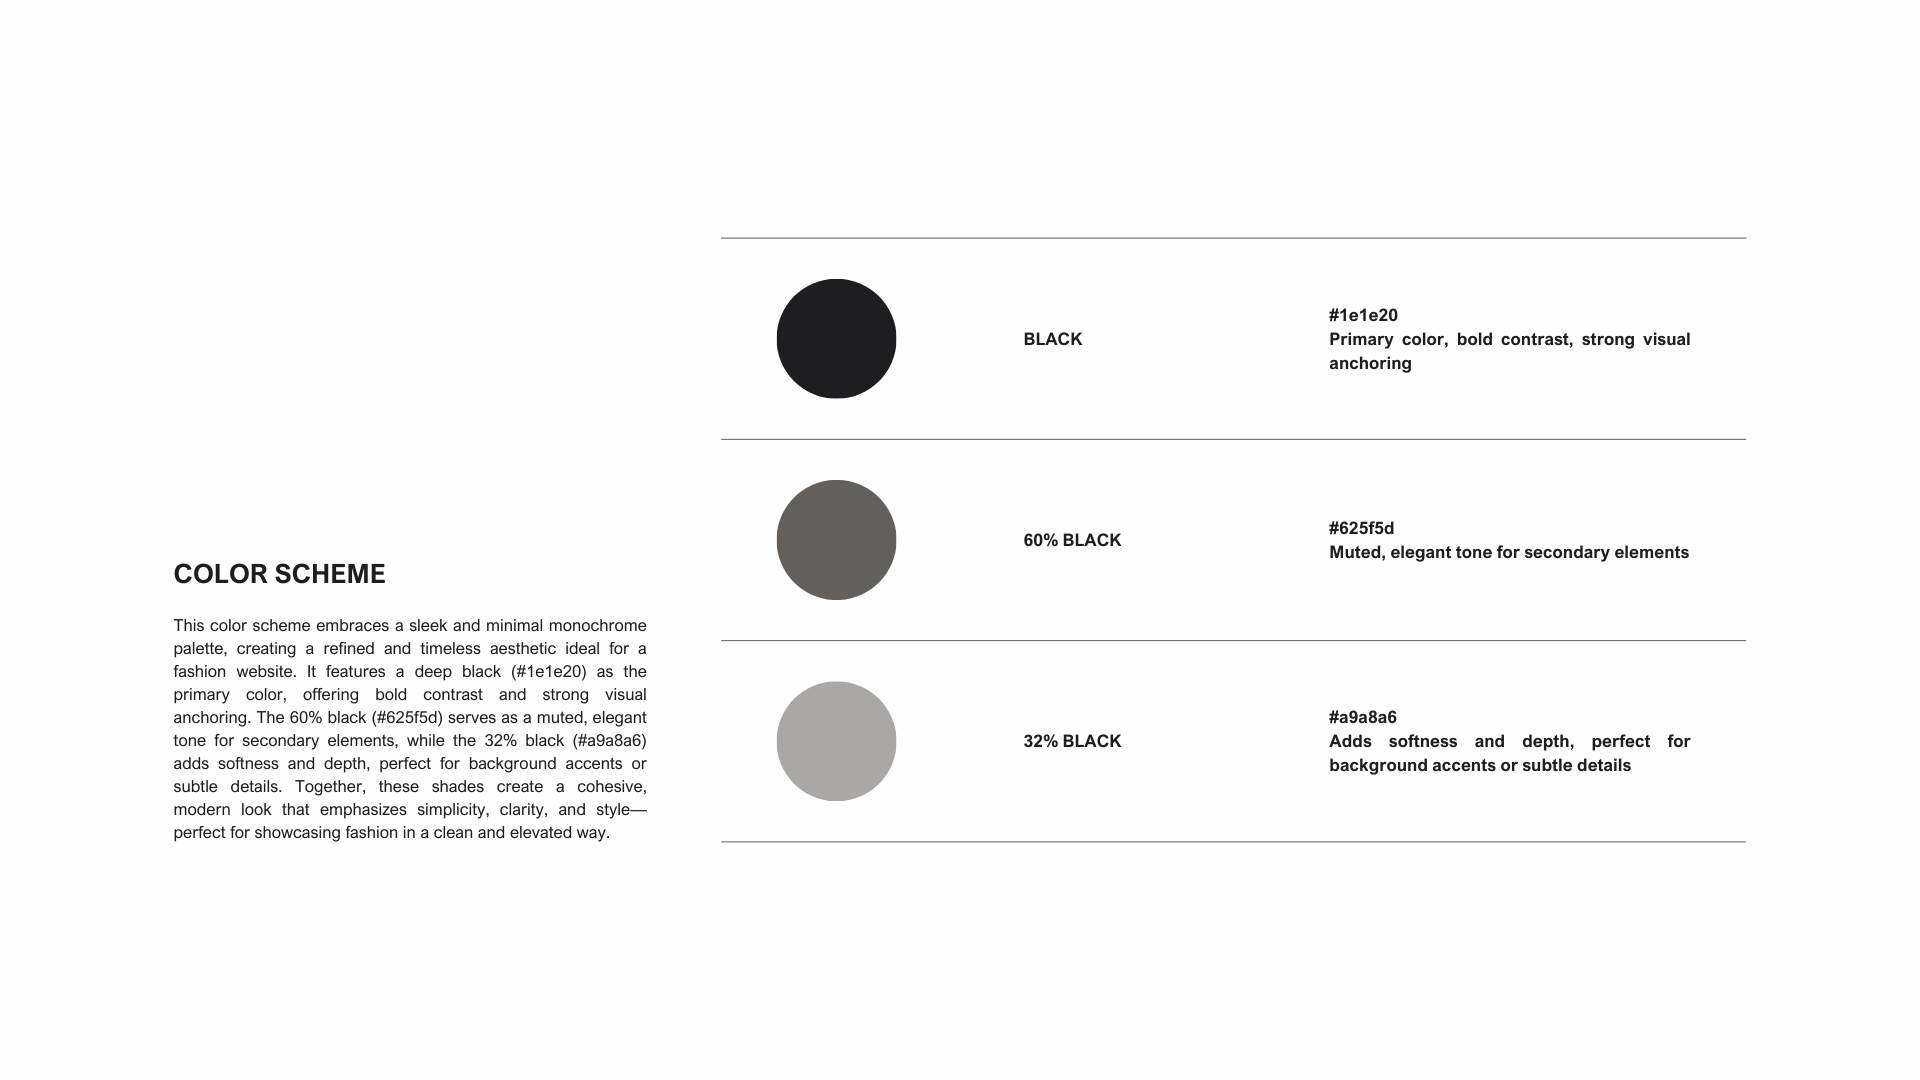 COLOR SCHEME
This color scheme embraces a sleek and minimal monochrome
palette, creating a refined and timeless aesthetic ideal for a
fashion website. It features a deep black (#1e1e20) as the
primary color, offering bold contrast and strong visual
anchoring. The 60% black (#625f5d) serves as a muted, elegant
tone for secondary elements, while the 32% black (#a9a8a6)
adds softness and depth, perfect for background accents or
subtle details. Together, these shades create a cohesive,
modern look that emphasizes simplicity, clarity, and style—
perfect for showcasing fashion in a clean and elevated way.
BLACK
#1e1e20
Primary color, bold contrast, strong visual
anchoring
60% BLACK
#625f5d
Muted, elegant tone for secondary elements
32% BLACK
#a9a8a6
Adds softness and depth, perfect for
background accents or subtle details